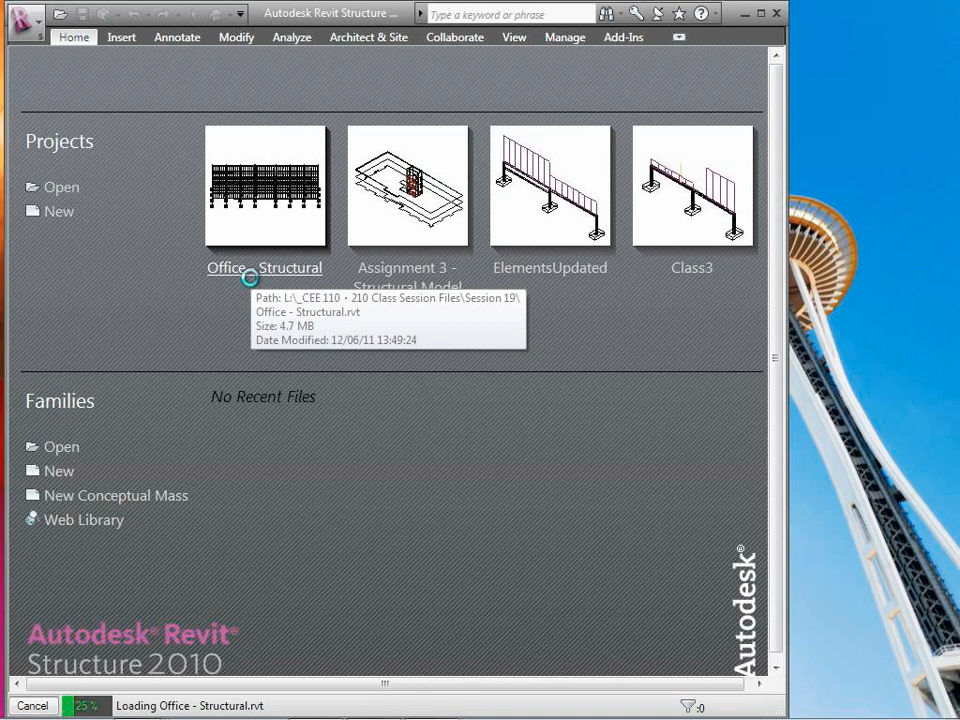 Autodesk Revit Structure ...
Type a keyword or phrase
S
Home Insert Annotate Modify Analyze Architect & Site Collaborate View Manage Add-Ins
Projects
Open
New
Office - Structural
Assignment 3 -
Structural Model
ElementsUpdated
Class3
Path: L:\_CEE 110 • 210 Class Session Files\Session 19\
Office - Structural.rvt
Size: 4.7 MB
Date Modified: 12/06/11 13:49:24
Families
No Recent Files
Open
New
New Conceptual Mass
Web Library
Autodesk®
Autodesk® Revit®
Structure 2010
Cancel 25 % Loading Office - Structural.rvt :0